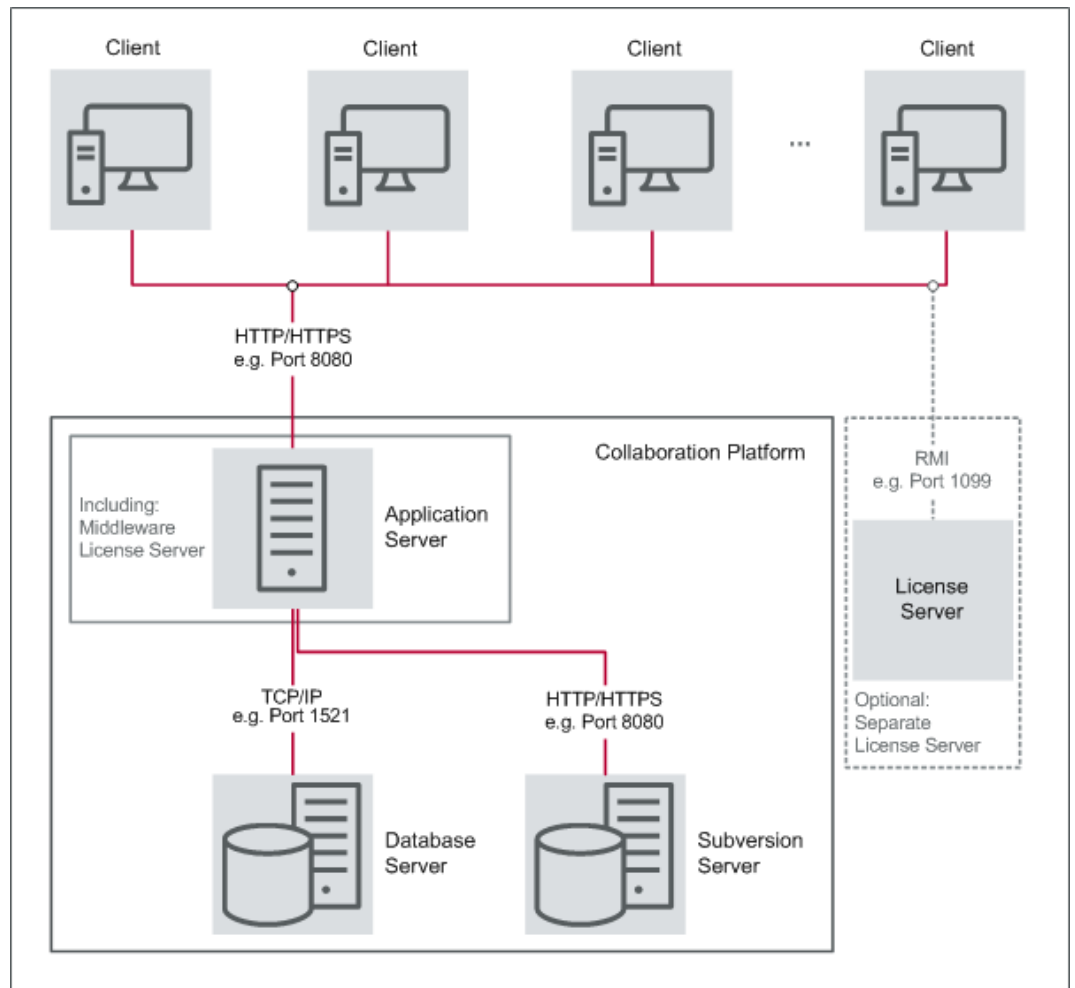 Client
Client
Client
Client
...
HTTP/HTTPS
e.g. Port 8080
Collaboration Platform
Including:
Middleware
License Server
Application
Server
RMI
e.g. Port 1099
License
Server
Optional:
Separate
License Server
TCP/IP
e.g. Port 1521
HTTP/HTTPS
e.g. Port 8080
Database
Server
Subversion
Server